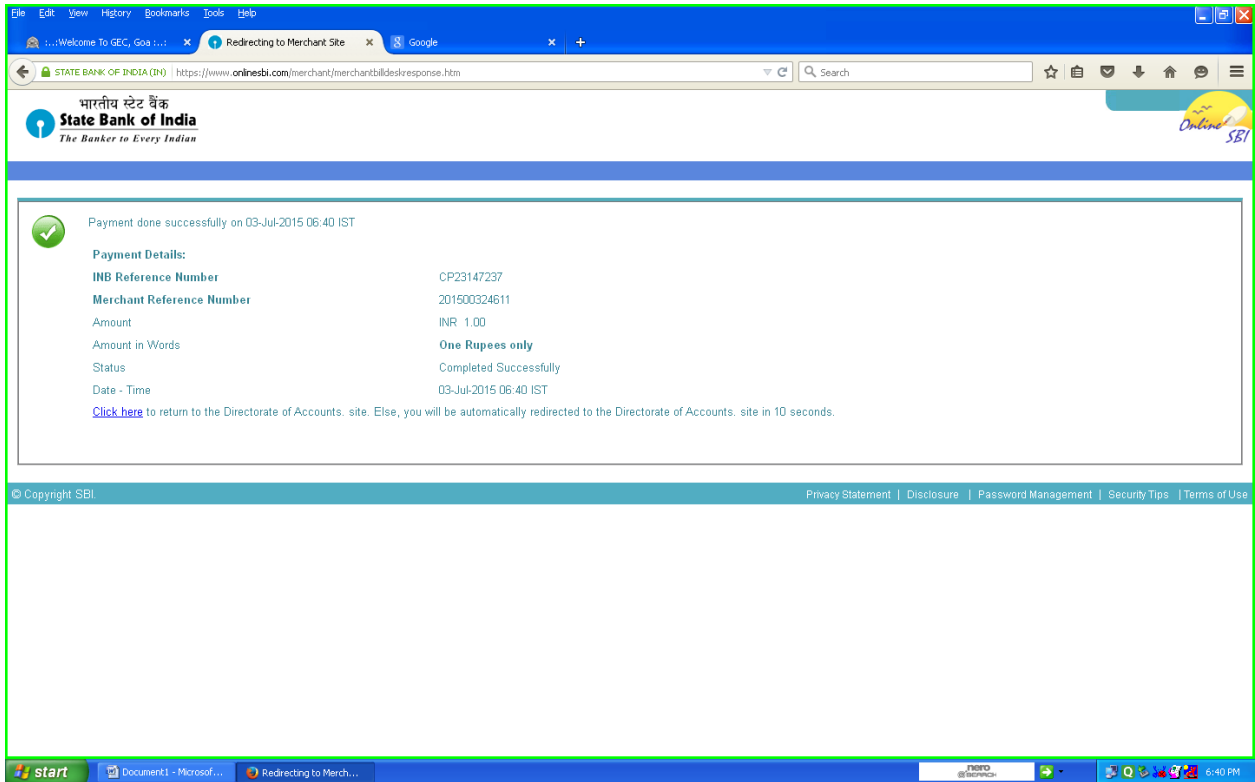 File Edit View History Bookmarks Tools Help
:..:Welcome To GEC, Goa :..: Redirecting to Merchant Site 8 Google
STATE BANK OF INDIA (IN) https://www.onlinesbi.com/merchant/merchantbilldeskresponse.htm Search
भारतीय स्टेट बैंक
State Bank of India
The Banker to Every Indian
Online SBI
Payment done successfully on 03-Jul-2015 06:40 IST
Payment Details:
INB Reference Number CP23147237
Merchant Reference Number 201500324611
Amount INR 1.00
Amount in Words One Rupees only
Status Completed Successfully
Date - Time 03-Jul-2015 06:40 IST
Click here to return to the Directorate of Accounts. site. Else, you will be automatically redirected to the Directorate of Accounts. site in 10 seconds.
© Copyright SBI. Privacy Statement | Disclosure | Password Management | Security Tips | Terms of Use
start Document1 - Microsof... Redirecting to Merch... nero SEARCH 6:40 PM